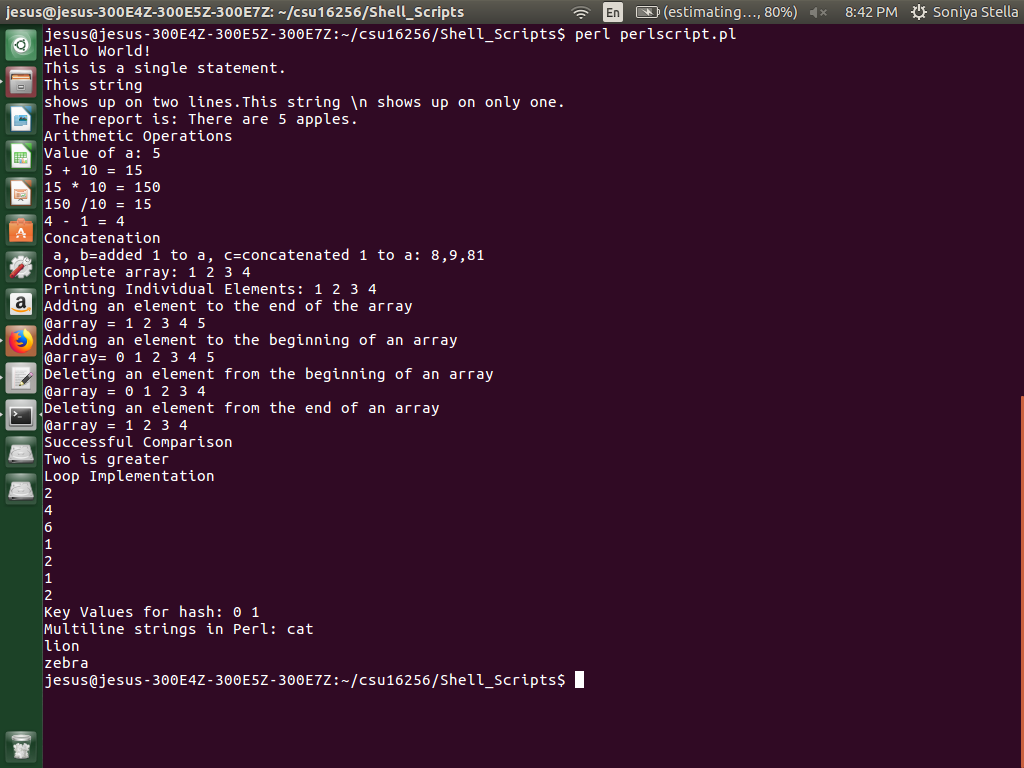 jesus@jesus-300E4Z-300E5Z-300E7Z: ~/csu16256/Shell_Scripts En (estimating..., 80%) 8:42 PM Soniya Stella
jesus@jesus-300E4Z-300E5Z-300E7Z:~/csu16256/Shell_Scripts$ perl perlscript.pl
Hello World!
This is a single statement.
This string
shows up on two lines.This string \n shows up on only one.
 The report is: There are 5 apples.
Arithmetic Operations
Value of a: 5
5 + 10 = 15
15 * 10 = 150
150 /10 = 15
4 - 1 = 4
Concatenation
 a, b=added 1 to a, c=concatenated 1 to a: 8,9,81
Complete array: 1 2 3 4
Printing Individual Elements: 1 2 3 4
Adding an element to the end of the array
@array = 1 2 3 4 5
Adding an element to the beginning of an array
@array= 0 1 2 3 4 5
Deleting an element from the beginning of an array
@array = 0 1 2 3 4
Deleting an element from the end of an array
@array = 1 2 3 4
Successful Comparison
Two is greater
Loop Implementation
2
4
6
1
2
1
2
Key Values for hash: 0 1
Multiline strings in Perl: cat
lion
zebra
jesus@jesus-300E4Z-300E5Z-300E7Z:~/csu16256/Shell_Scripts$